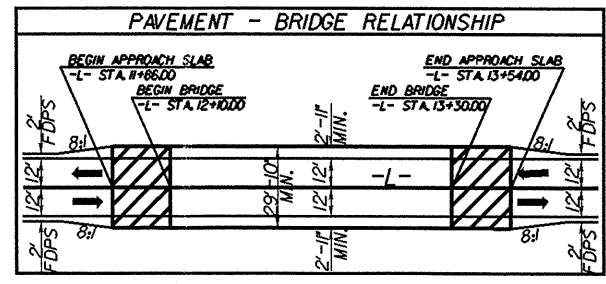 PAVEMENT - BRIDGE RELATIONSHIP
BEGIN APPROACH SLAB
-L- STA. 11+86.00
BEGIN BRIDGE
-L- STA. 12+10.00
END APPROACH SLAB
-L- STA. 13+54.00
END BRIDGE
-L- STA. 13+30.00
2'
FDPS
8:1
2'-11"
MIN.
8:1
2'
FDPS
12'
12'
29'-10"
MIN.
12'
12'
-L-
12'
12'
2'
FDPS
8:1
2'-11"
MIN.
8:1
2'
FDPS